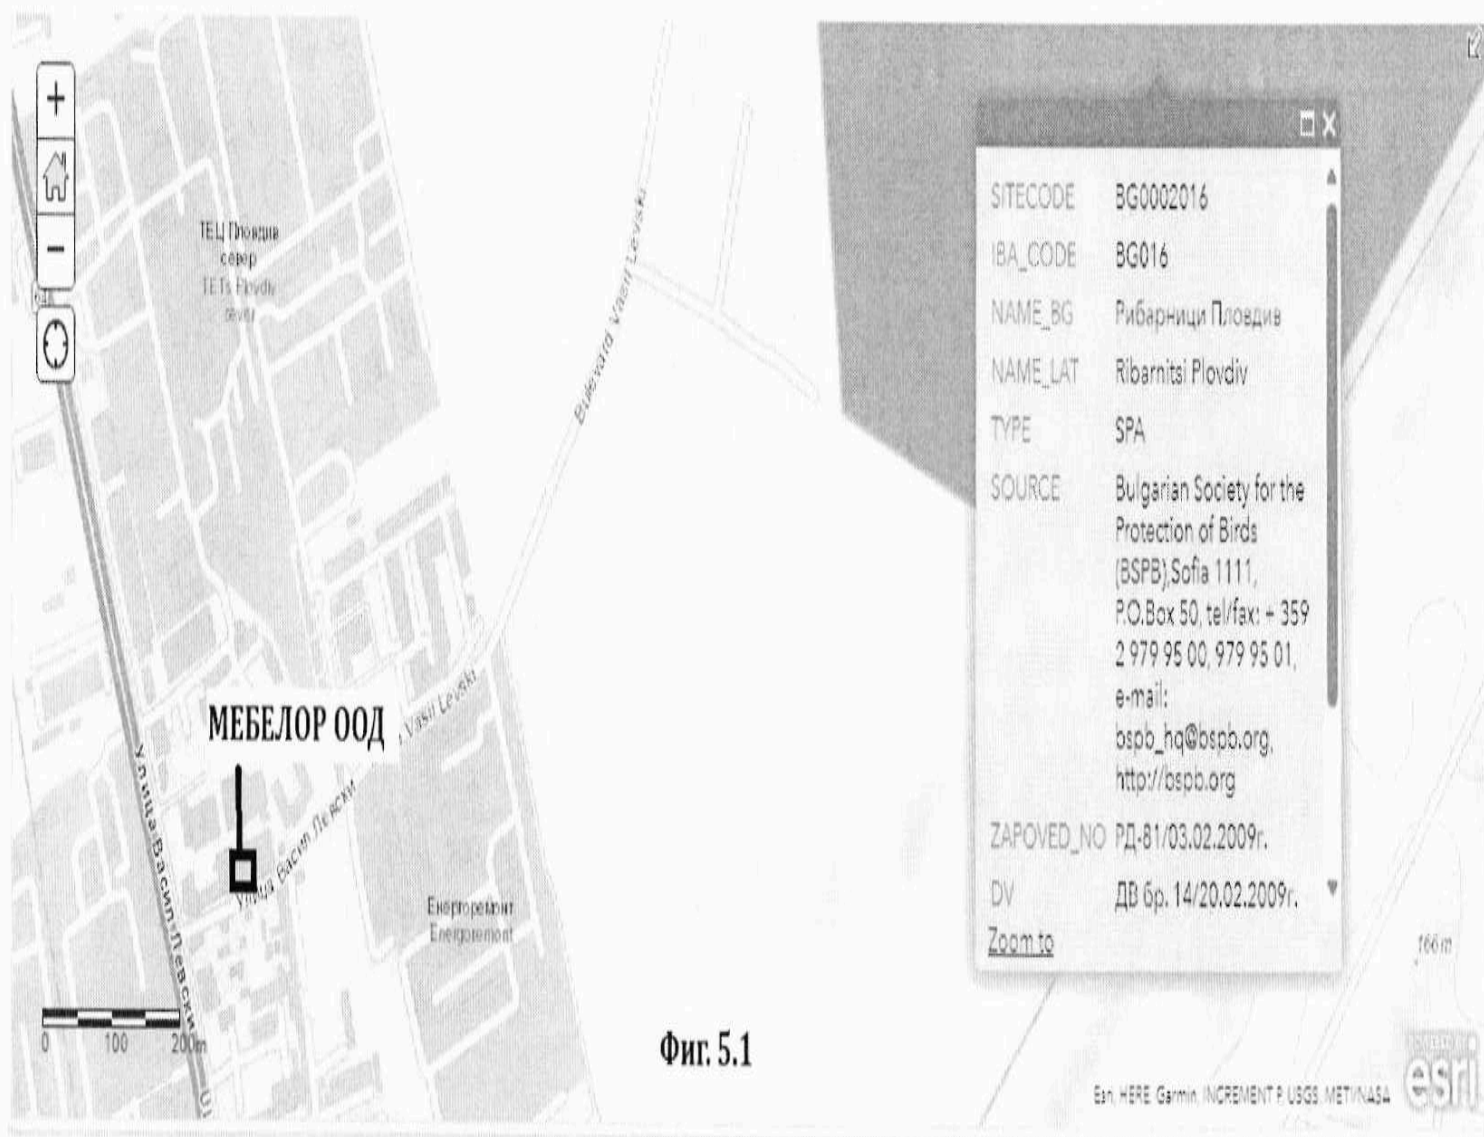 ТЕЦ Пловдив
север
TETs Plovdiv
sever
Bulevard Vasil Levski
SITECODE BG0002016
IBA_CODE BG016
NAME_BG Рибарници Пловдив
NAME_LAT Ribarnitsi Plovdiv
TYPE SPA
SOURCE Bulgarian Society for the
Protection of Birds
(BSPB),Sofia 1111,
P.O.Box 50, tel/fax: + 359
2 979 95 00, 979 95 01,
e-mail:
bspb_hq@bspb.org,
http://bspb.org
ZAPOVED_NO РД-81/03.02.2009г.
DV ДВ бр. 14/20.02.2009г.
Zoom to
МЕБЕЛОР ООД
Vasil Levski
Улица Васил Левски
Улица Васил Левски
Енергоремонт
Energoremont
166 m
0 100 200m
Фиг. 5.1
Esri, HERE, Garmin, INCREMENT P, USGS, METI/NASA
POWERED BY
esri